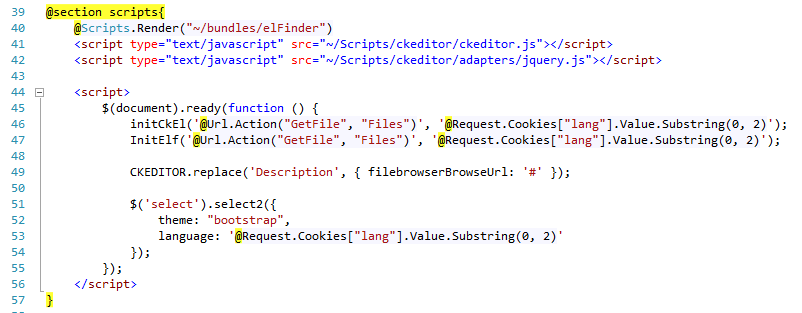 39 @section scripts{
40 @Scripts.Render("~/bundles/elFinder")
41 <script type="text/javascript" src="~/Scripts/ckeditor/ckeditor.js"></script>
42 <script type="text/javascript" src="~/Scripts/ckeditor/adapters/jquery.js"></script>
43
44 <script>
45 $(document).ready(function () {
46 initCkEl('@Url.Action("GetFile", "Files")', '@Request.Cookies["lang"].Value.Substring(0, 2)');
47 InitElf('@Url.Action("GetFile", "Files")', '@Request.Cookies["lang"].Value.Substring(0, 2)');
48
49 CKEDITOR.replace('Description', { filebrowserBrowseUrl: '#' });
50
51 $('select').select2({
52 theme: "bootstrap",
53 language: '@Request.Cookies["lang"].Value.Substring(0, 2)'
54 });
55 });
56 </script>
57 }